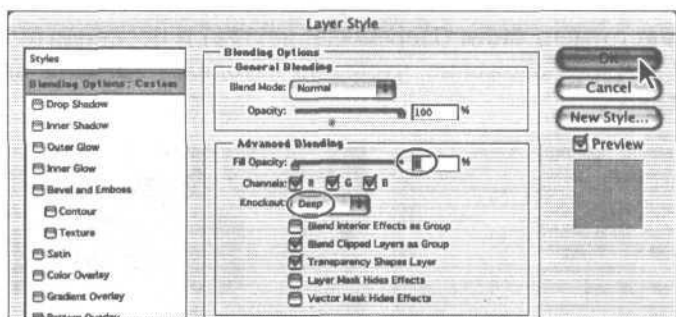 Layer Style
Styles
Blending Options: Custom
Drop Shadow
Inner Shadow
Outer Glow
Inner Glow
Bevel and Emboss
Contour
Texture
Satin
Color Overlay
Gradient Overlay
Pattern Overlay
Blending Options
General Blending
Blend Mode: Normal
Opacity: 100 %
Advanced Blending
Fill Opacity: %
Channels: R G B
Knockout: Deep
Blend Interior Effects as Group
Blend Clipped Layers as Group
Transparency Shapes Layer
Layer Mask Hides Effects
Vector Mask Hides Effects
OK
Cancel
New Style...
Preview